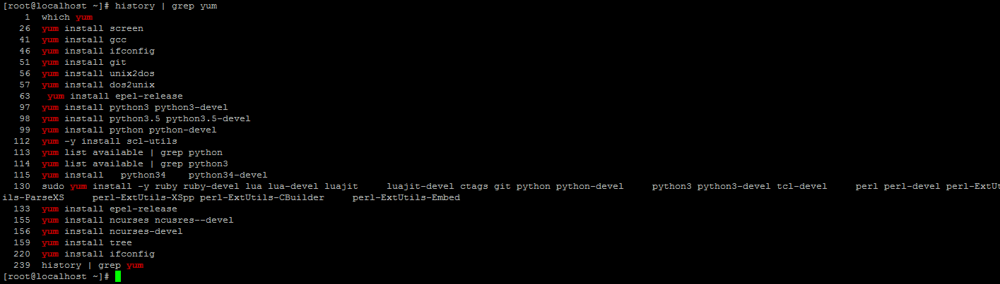 [root@localhost ~]# history | grep yum
    1  which yum
   26  yum install screen
   41  yum install gcc
   46  yum install ifconfig
   51  yum install git
   56  yum install unix2dos
   57  yum install dos2unix
   63   yum install epel-release
   97  yum install python3 python3-devel
   98  yum install python3.5 python3.5-devel
   99  yum install python python-devel
  112  yum -y install scl-utils
  113  yum list available | grep python
  114  yum list available | grep python3
  115  yum install   python34    python34-devel
  130  sudo yum install -y ruby ruby-devel lua lua-devel luajit     luajit-devel ctags git python python-devel     python3 python3-devel tcl-devel     perl perl-devel perl-ExtUt
ils-ParseXS     perl-ExtUtils-XSpp perl-ExtUtils-CBuilder     perl-ExtUtils-Embed
  133  yum install epel-release
  155  yum install ncurses ncusres--devel
  156  yum install ncurses-devel
  159  yum install tree
  220  yum install ifconfig
  239  history | grep yum
[root@localhost ~]#